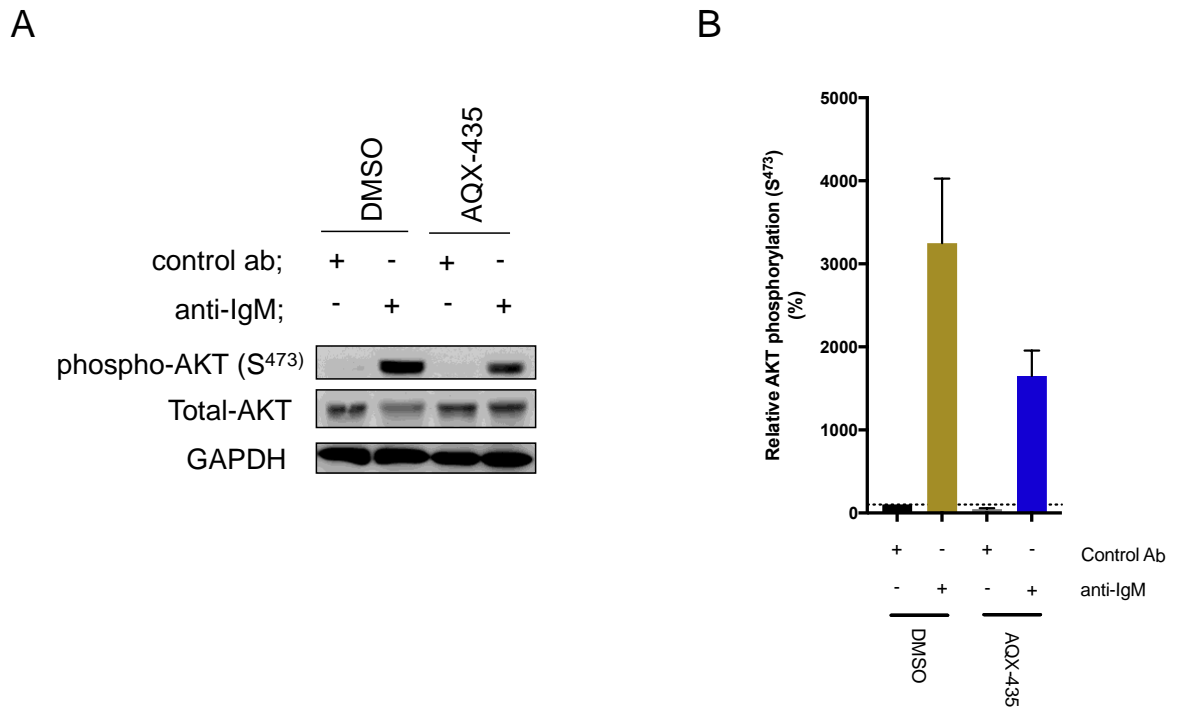 A
B
DMSO
AQX-435
control ab; + - + -
anti-IgM; - + - +
phospho-AKT (S473)
Total-AKT
GAPDH
Relative AKT phosphorylation (S473)
(%)
5000
4000
3000
2000
1000
0
+ - + - Control Ab
- + - + anti-IgM
DMSO
AQX-435